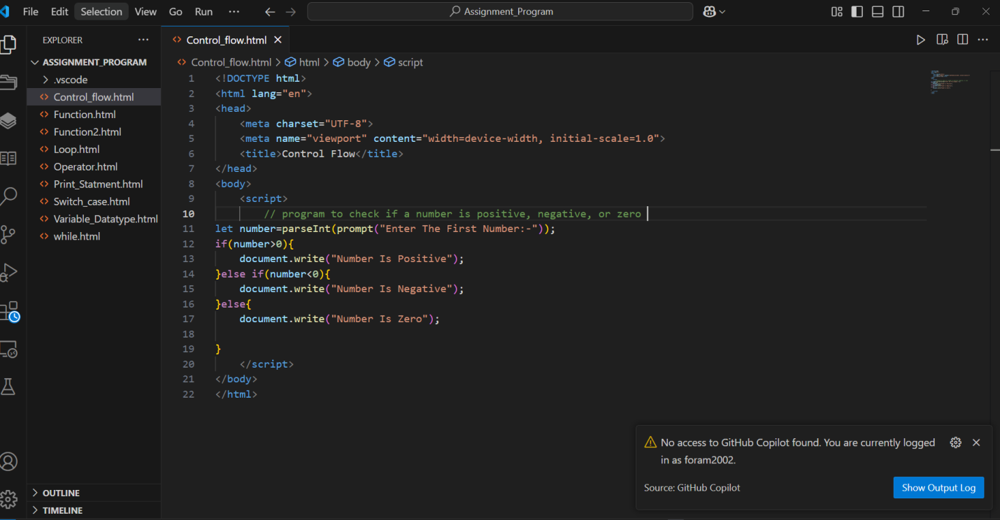 File Edit Selection View Go Run ··· Assignment_Program
EXPLORER ···
ASSIGNMENT_PROGRAM
.vscode
Control_flow.html
Function.html
Function2.html
Loop.html
Operator.html
Print_Statment.html
Switch_case.html
Variable_Datatype.html
while.html
OUTLINE
TIMELINE
Control_flow.html
Control_flow.html > html > body > script
1 <!DOCTYPE html>
2 <html lang="en">
3 <head>
4 <meta charset="UTF-8">
5 <meta name="viewport" content="width=device-width, initial-scale=1.0">
6 <title>Control Flow</title>
7 </head>
8 <body>
9 <script>
10 // program to check if a number is positive, negative, or zero
11 let number=parseInt(prompt("Enter The First Number:-"));
12 if(number>0){
13 document.write("Number Is Positive");
14 }else if(number<0){
15 document.write("Number Is Negative");
16 }else{
17 document.write("Number Is Zero");
18
19 }
20 </script>
21 </body>
22 </html>
No access to GitHub Copilot found. You are currently logged
in as foram2002.
Source: GitHub Copilot
Show Output Log